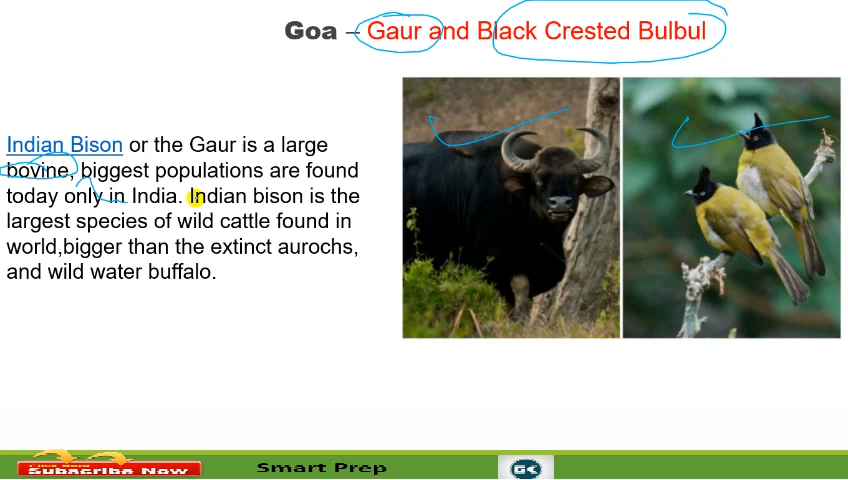 Goa – Gaur and Black Crested Bulbul
Indian Bison or the Gaur is a large
bovine, biggest populations are found
today only in India. Indian bison is the
largest species of wild cattle found in
world,bigger than the extinct aurochs,
and wild water buffalo.
Subscribe Now
Smart Prep